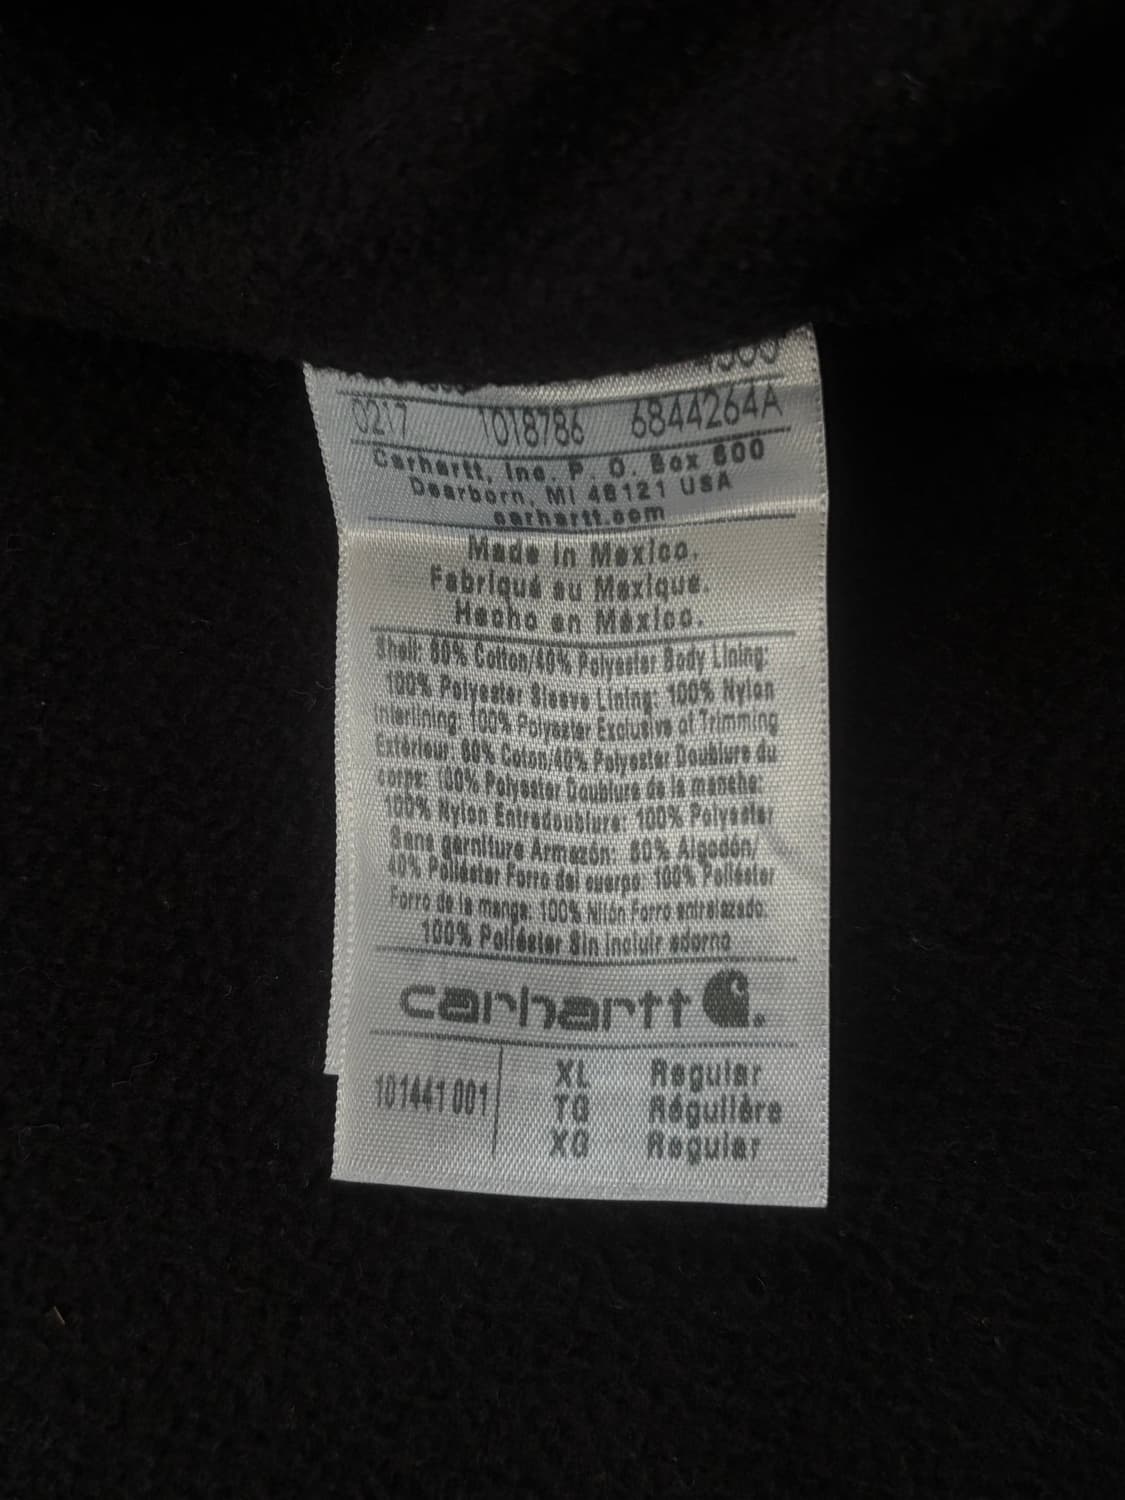 0217 1018786 6844264A
Carhartt, Inc. P. O. Box 600
Dearborn, MI 48121 USA
carhartt.com
Made in Mexico.
Fabriqué au Mexique.
Hecho en México.
Shell: 60% Cotton/40% Polyester Body Lining:
100% Polyester Sleeve Lining: 100% Nylon
Interlining: 100% Polyester Exclusive of Trimming
Extérieur: 60% Coton/40% Polyester Doublure du
corps: 100% Polyester Doublure de la manche:
100% Nylon Entredoublure: 100% Polyester
Sans garniture Armazón: 60% Algodón/
40% Poliéster Forro del cuerpo: 100% Poliéster
Forro de la manga: 100% Nilón Forro entrelazado:
100% Poliéster Sin incluir adorno
carhartt
101441 001
XL Regular
TG Régulière
XG Regular